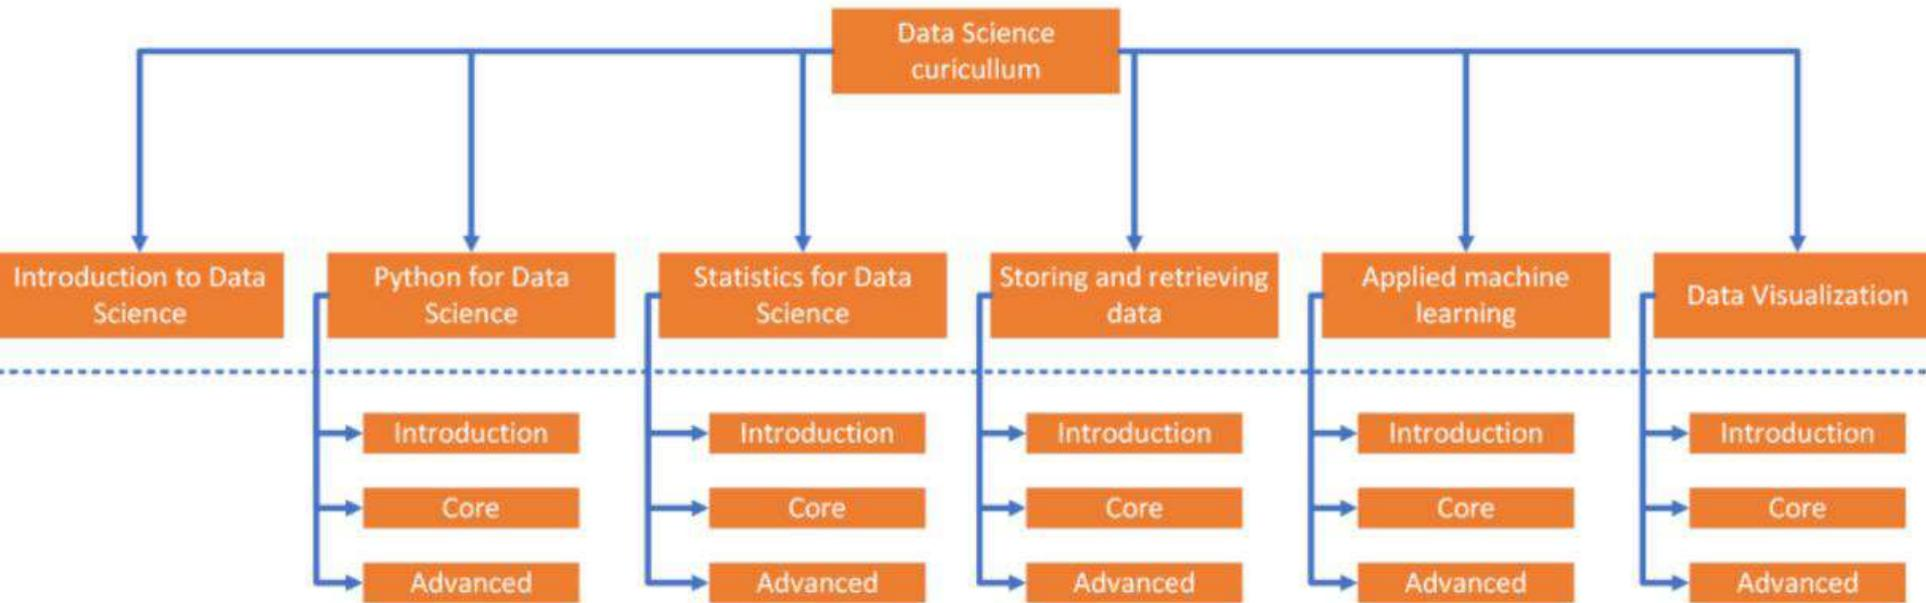 Data Science
curicullum
Introduction to Data
Science
Python for Data
Science
Statistics for Data
Science
Storing and retrieving
data
Applied machine
learning
Data Visualization
Introduction
Core
Advanced
Introduction
Core
Advanced
Introduction
Core
Advanced
Introduction
Core
Advanced
Introduction
Core
Advanced